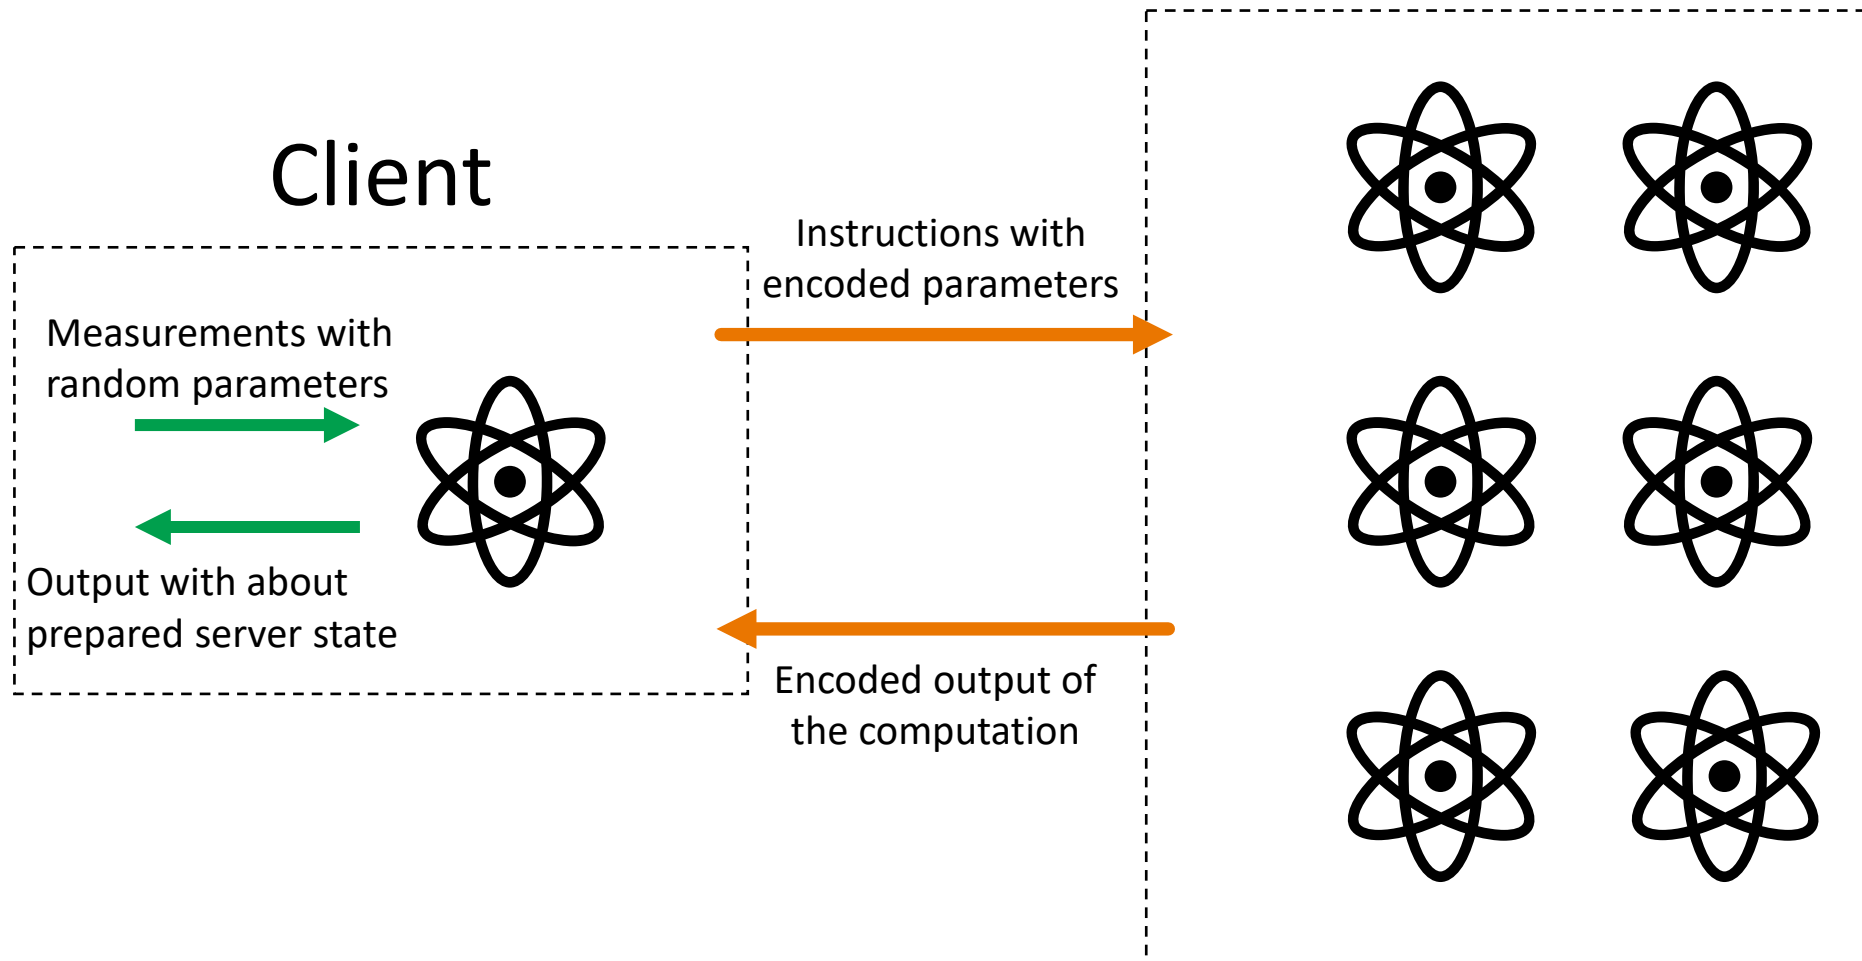 Client
Instructions with
encoded parameters
Measurements with
random parameters
Output with about
prepared server state
Encoded output of
the computation